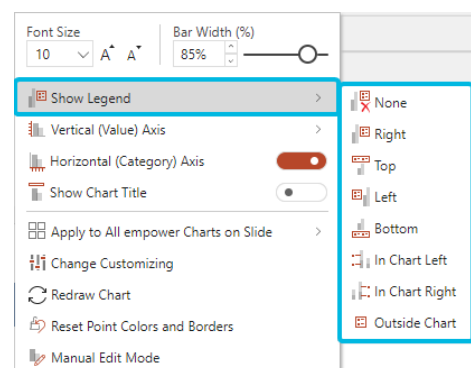 Font Size
Bar Width (%)
10
A A
85%
Show Legend
Vertical (Value) Axis
Horizontal (Category) Axis
Show Chart Title
Apply to All empower Charts on Slide
Change Customizing
Redraw Chart
Reset Point Colors and Borders
Manual Edit Mode
None
Right
Top
Left
Bottom
In Chart Left
In Chart Right
Outside Chart